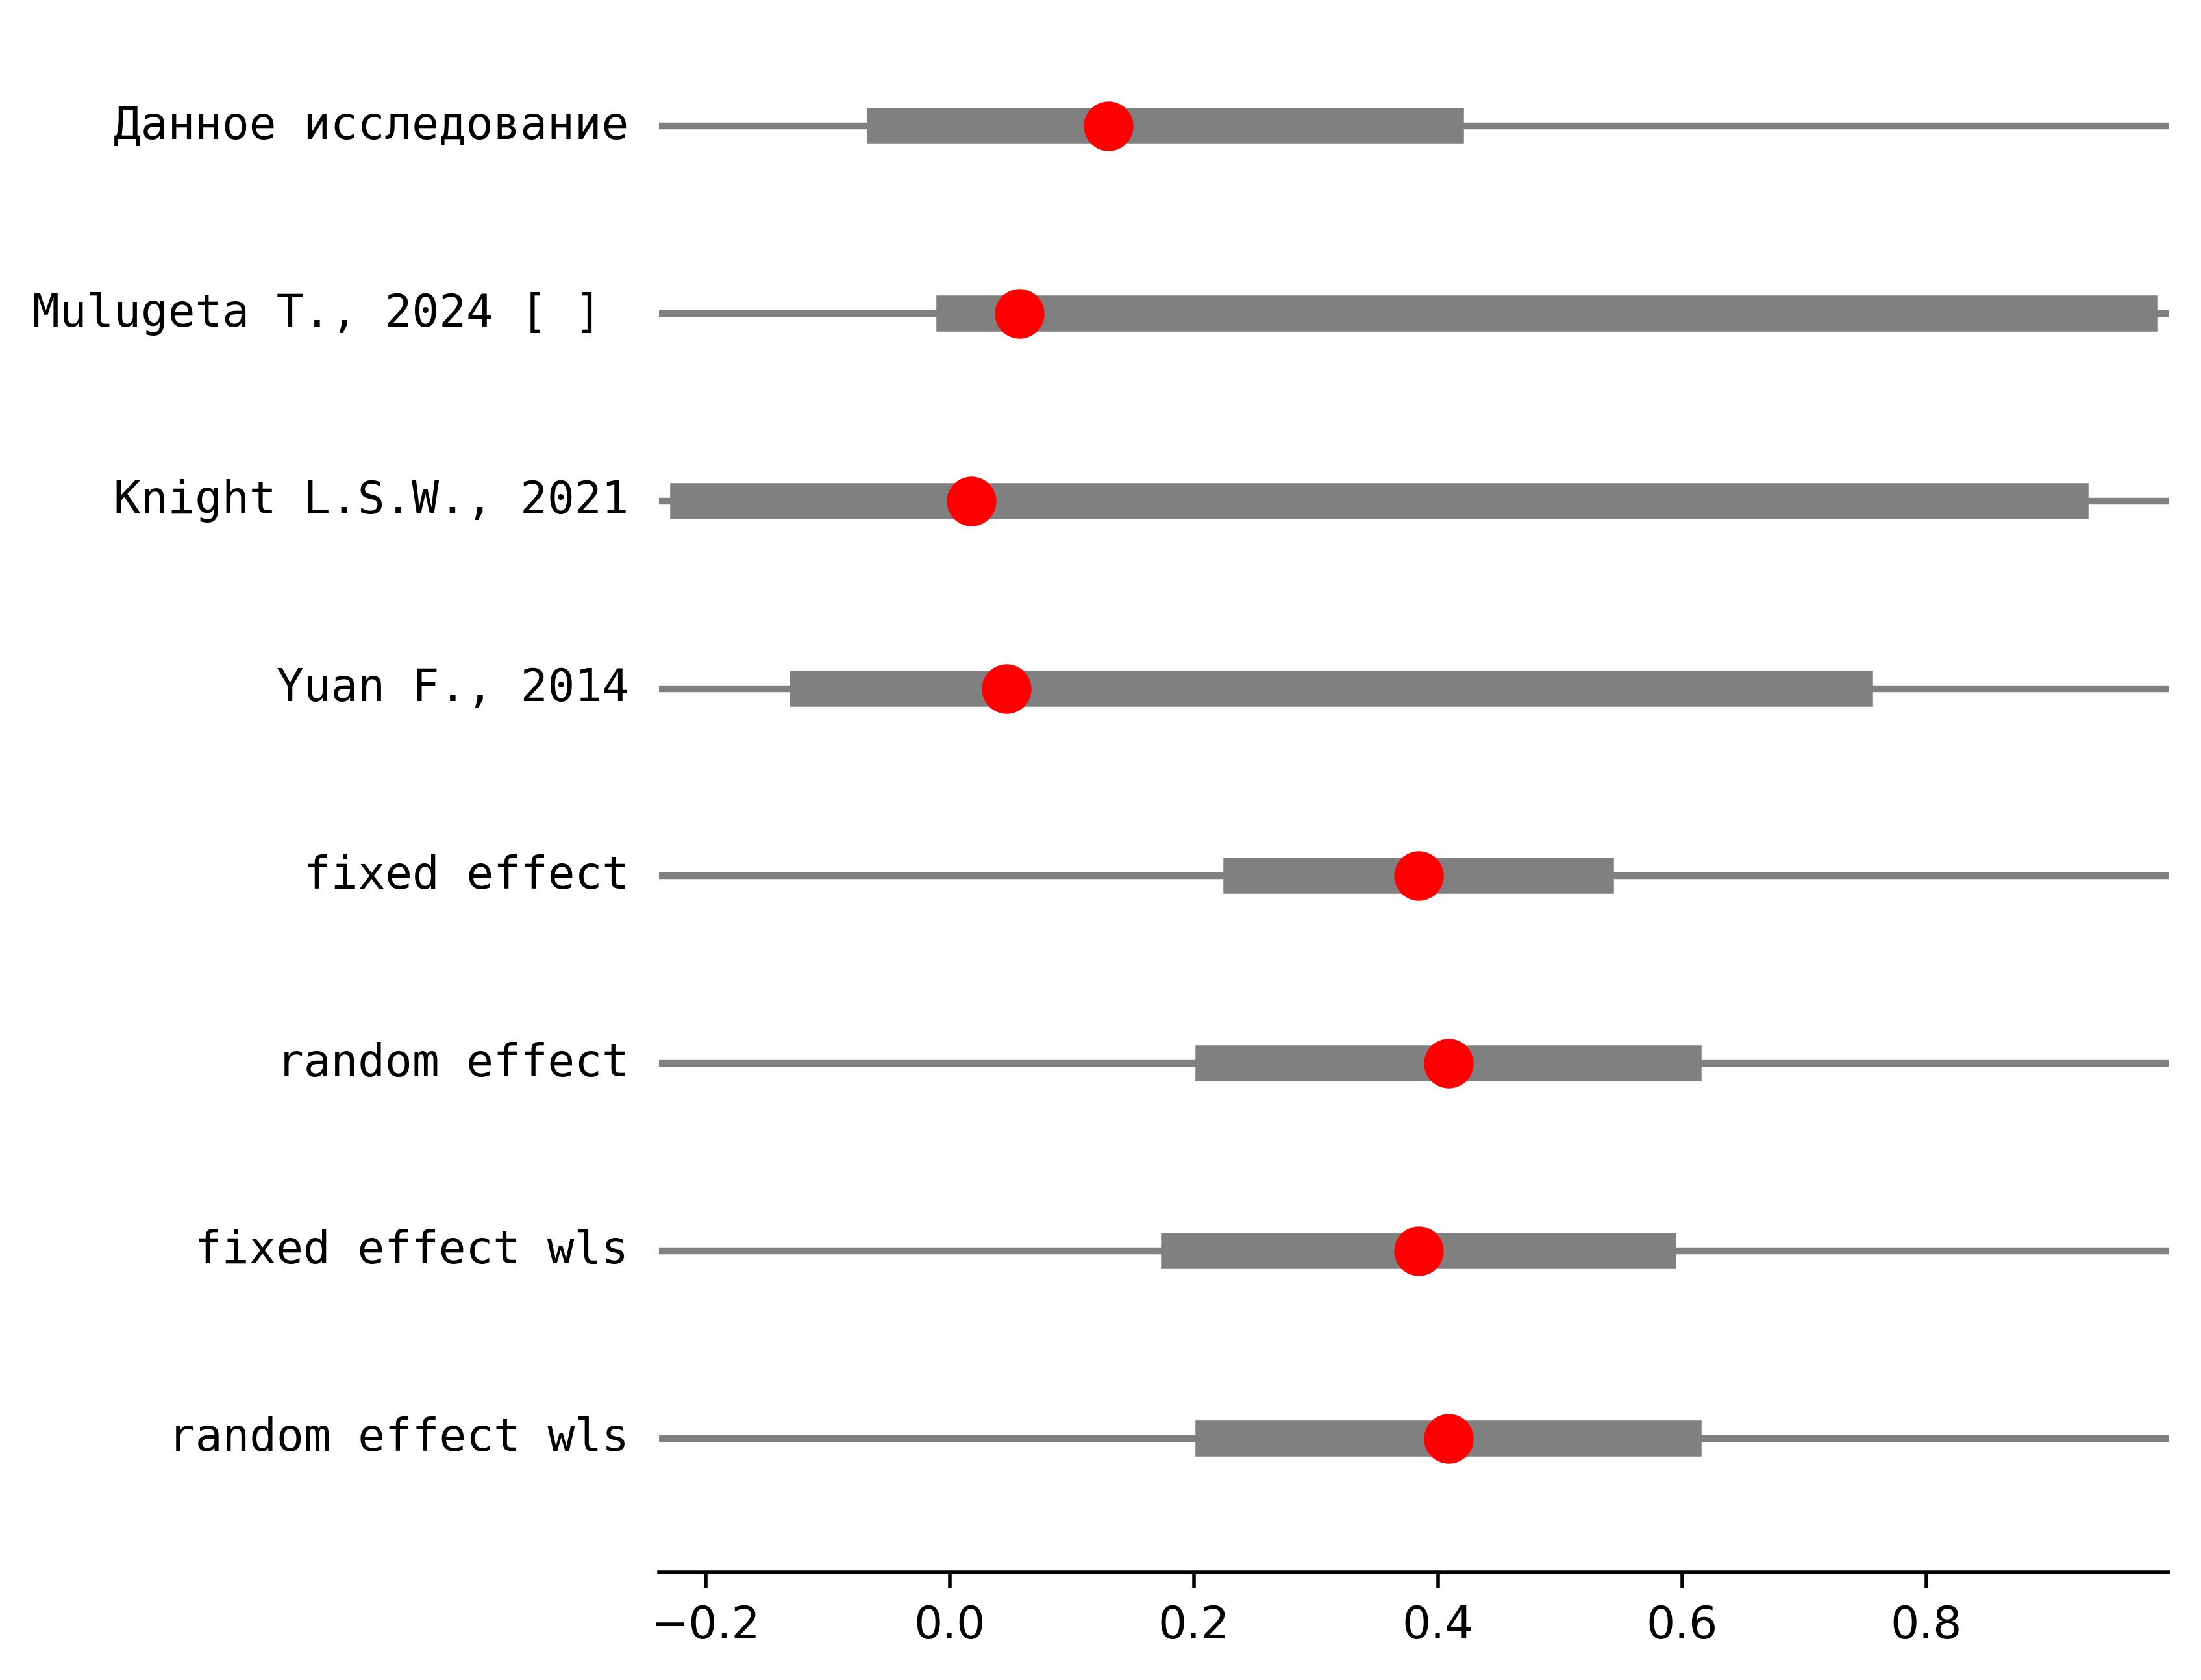 Данное исследование
Mulugeta T., 2024 [ ]
Knight L.S.W., 2021
Yuan F., 2014
fixed effect
random effect
fixed effect wls
random effect wls
−0.2 0.0 0.2 0.4 0.6 0.8